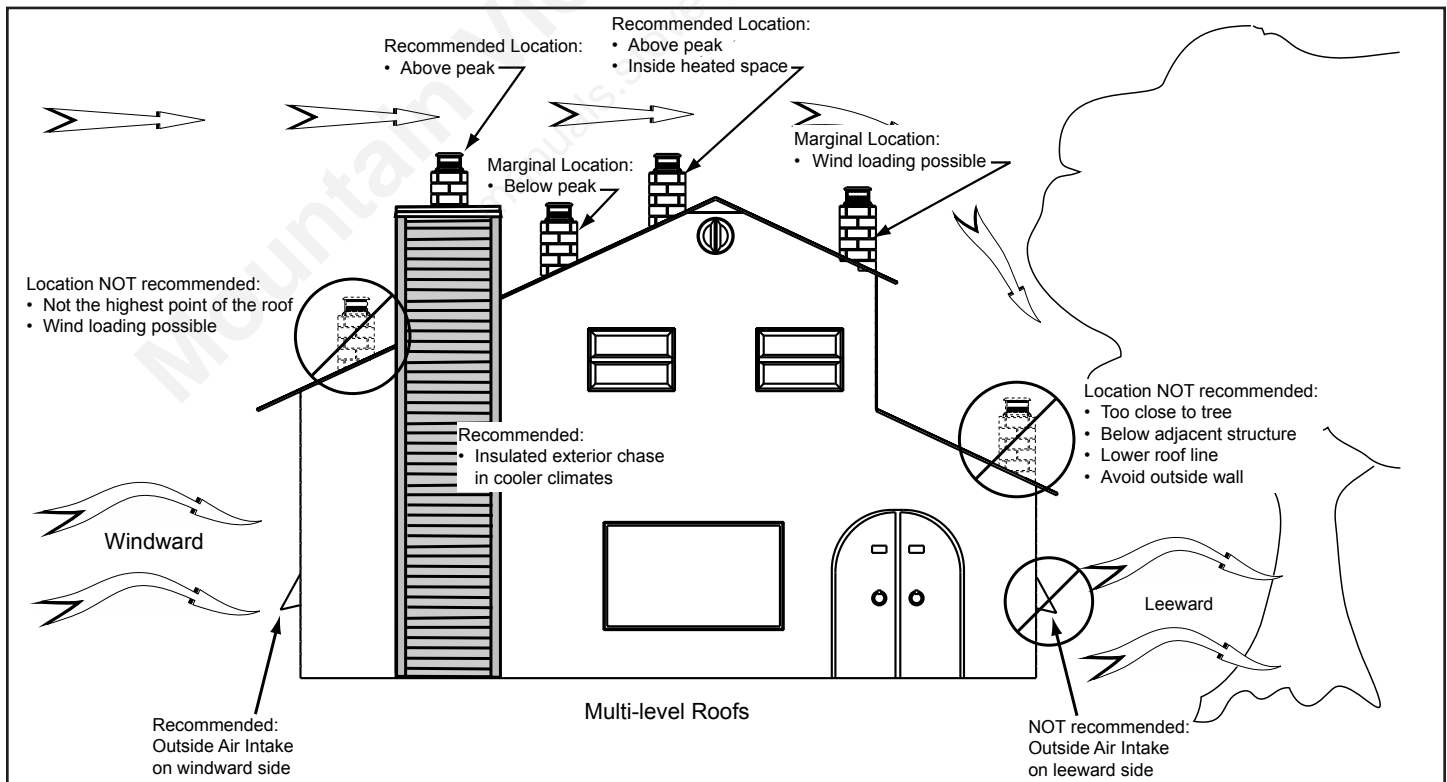 Recommended Location:
• Above peak
Recommended Location:
• Above peak
• Inside heated space
Marginal Location:
• Below peak
Marginal Location:
• Wind loading possible
Location NOT recommended:
• Not the highest point of the roof
• Wind loading possible
Location NOT recommended:
• Too close to tree
• Below adjacent structure
• Lower roof line
• Avoid outside wall
Recommended:
• Insulated exterior chase
in cooler climates
Windward
Leeward
Multi-level Roofs
Recommended:
Outside Air Intake
on windward side
NOT recommended:
Outside Air Intake
on leeward side
Mountain